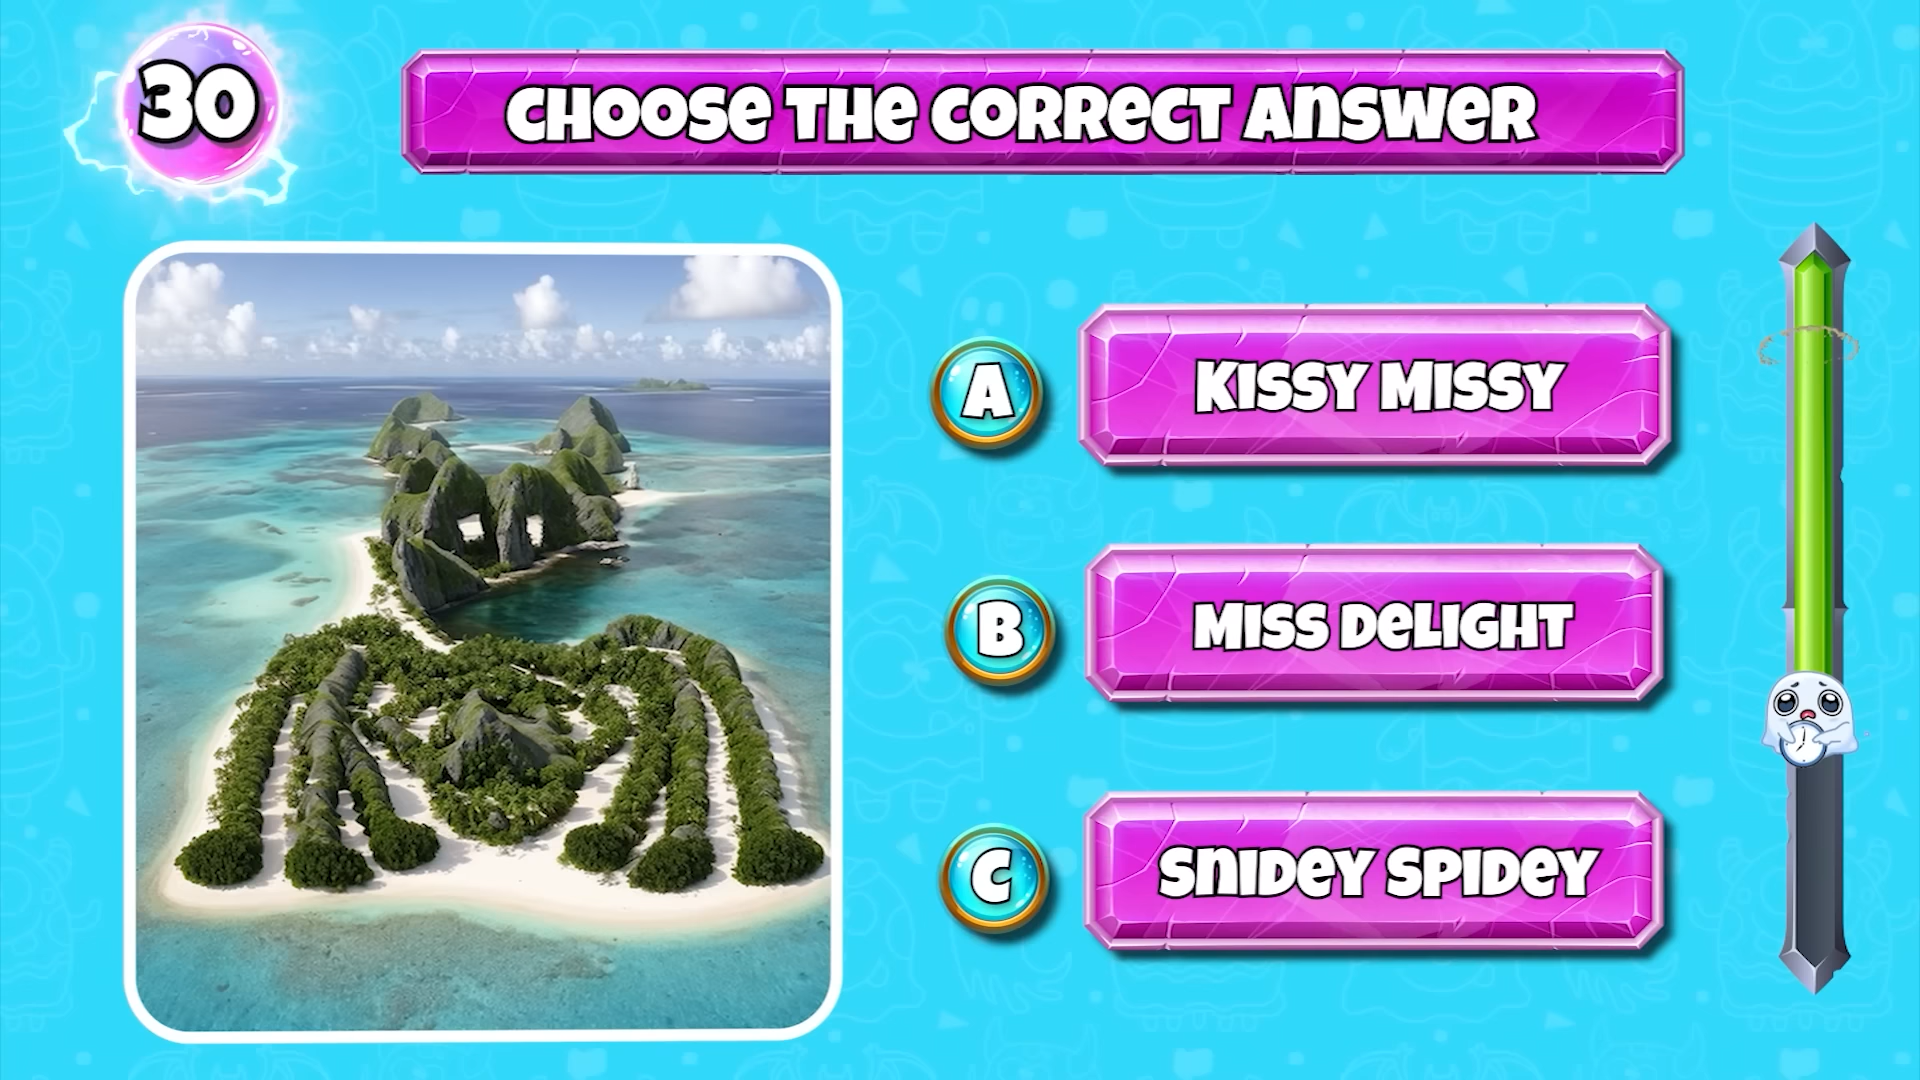 30
CHOOSE THE CORRECT ANSWER
A
KISSY MISSY
B
MISS DELIGHT
C
SNIDEY SPIDEY